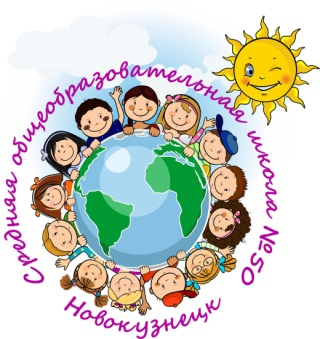 Средняя общеобразовательная школа №50
Новокузнецк